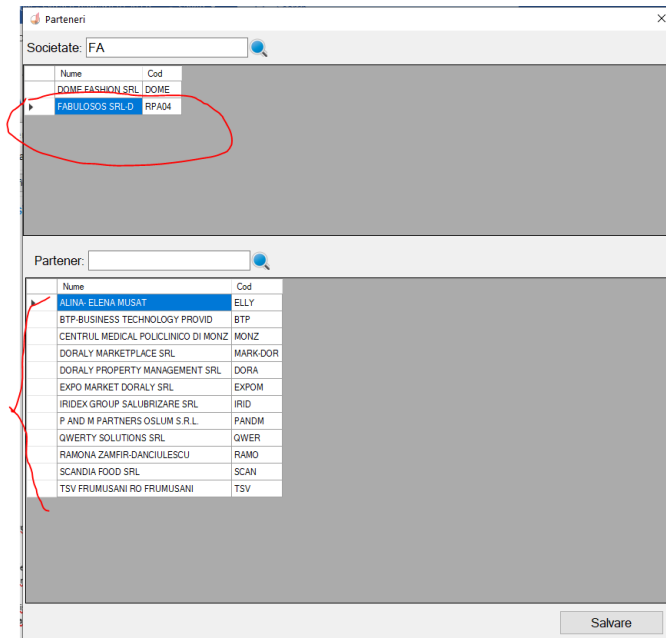 Parteneri
Societate: FA
Nume Cod
DOME FASHION SRL DOME
FABULOSOS SRL-D RPA04
Partener:
Nume Cod
ALINA- ELENA MUSAT ELLY
BTP-BUSINESS TECHNOLOGY PROVID BTP
CENTRUL MEDICAL POLICLINICO DI MONZ MONZ
DORALY MARKETPLACE SRL MARK-DOR
DORALY PROPERTY MANAGEMENT SRL DORA
EXPO MARKET DORALY SRL EXPOM
IRIDEX GROUP SALUBRIZARE SRL IRID
P AND M PARTNERS OSLUM S.R.L. PANDM
QWERTY SOLUTIONS SRL QWER
RAMONA ZAMFIR-DANCIULESCU RAMO
SCANDIA FOOD SRL SCAN
TSV FRUMUSANI RO FRUMUSANI TSV
Salvare